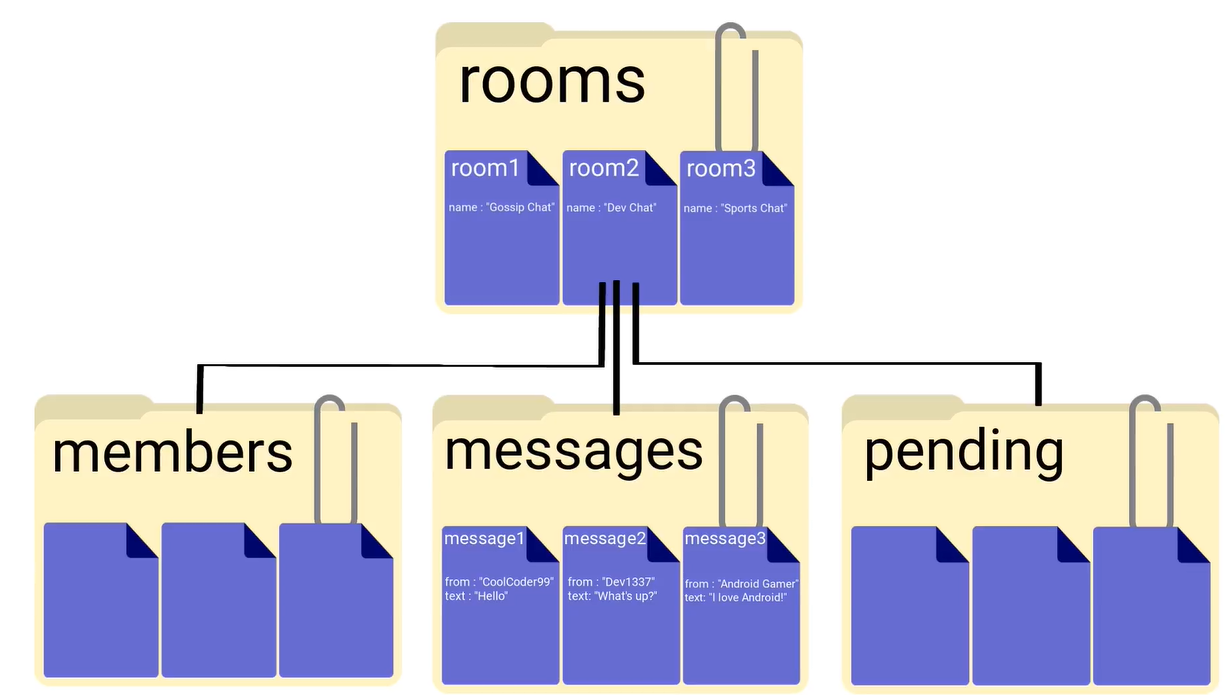 rooms
room1 room2 room3
name : "Gossip Chat" name : "Dev Chat" name : "Sports Chat"
members messages pending
message1 message2 message3
from : "CoolCoder99" from : "Dev1337" from : "Android Gamer"
text : "Hello" text: "What's up?" text: "I love Android!"